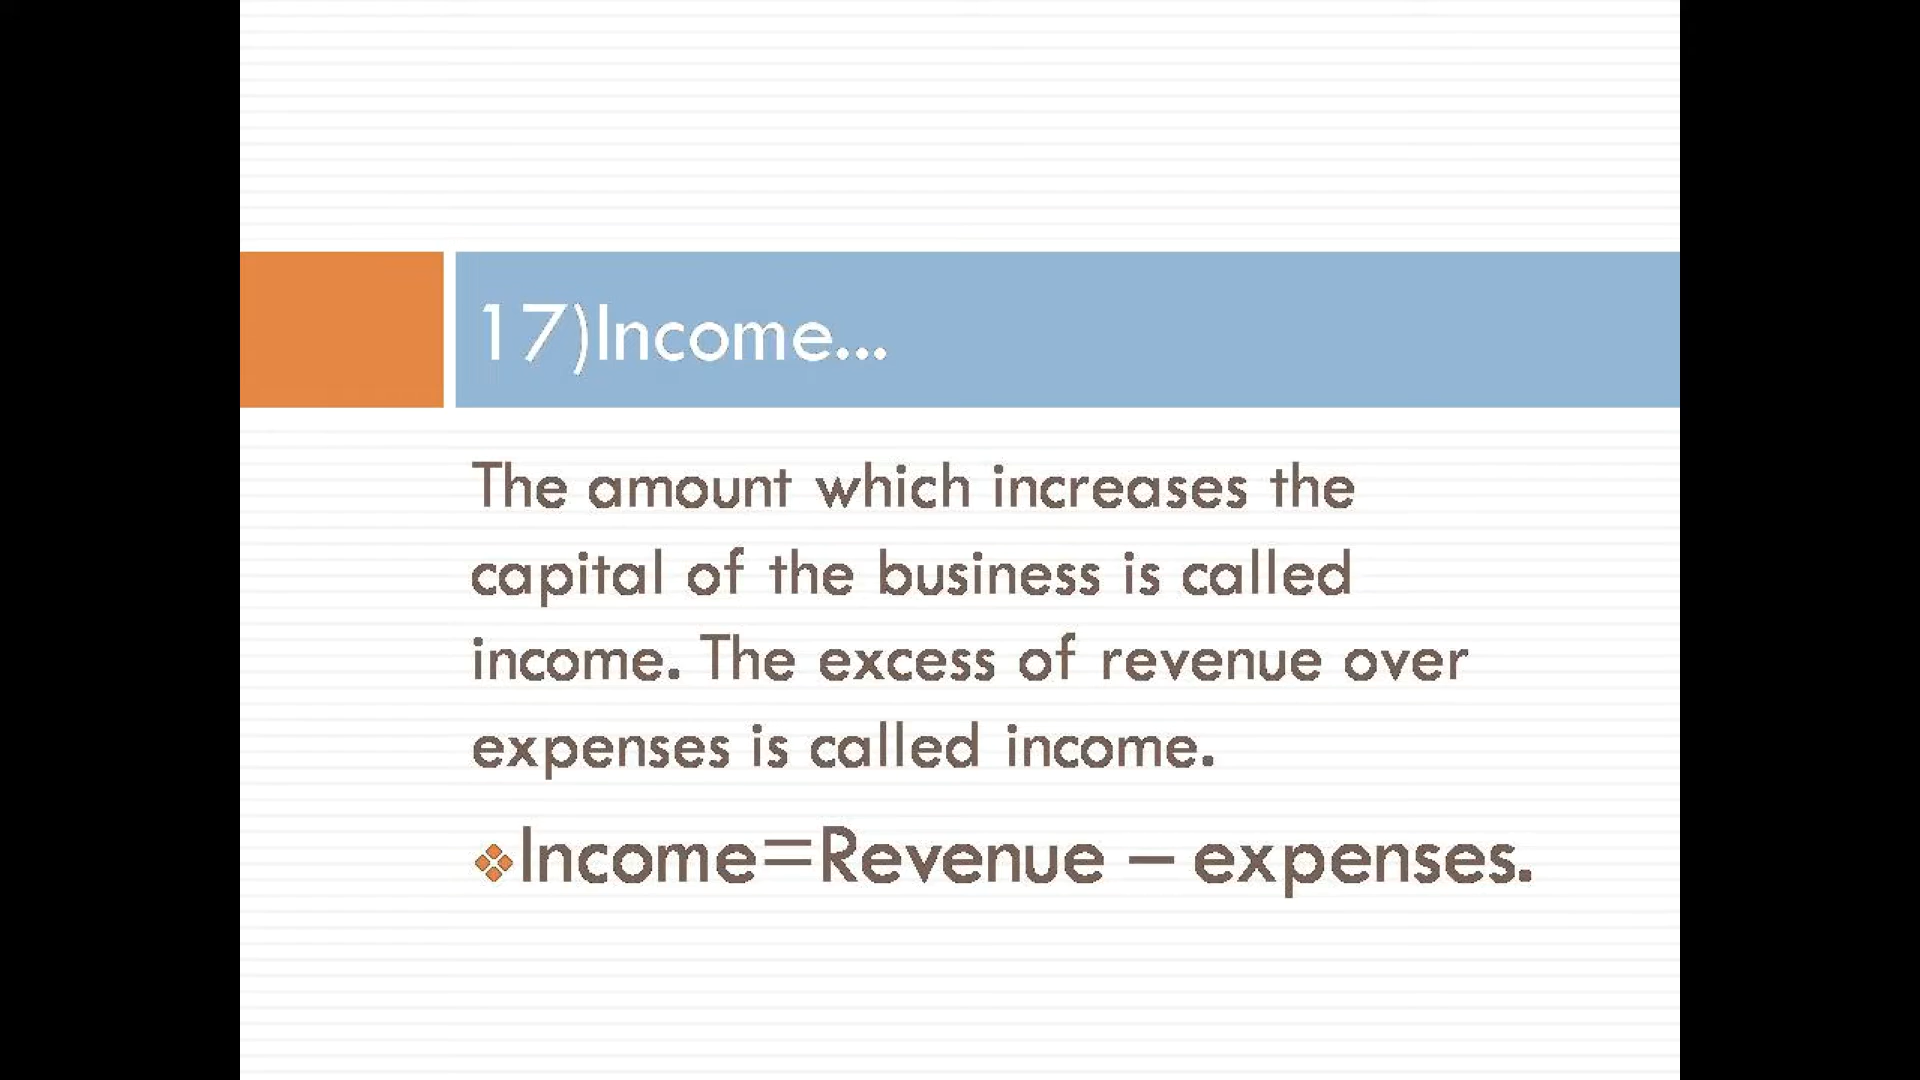 17)Income...
The amount which increases the
capital of the business is called
income. The excess of revenue over
expenses is called income.
❖Income=Revenue – expenses.